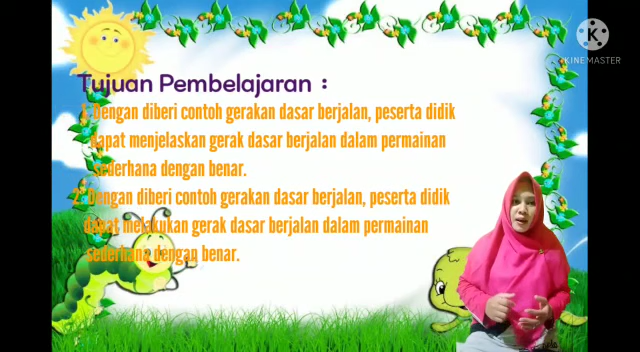 KINEMASTER
Tujuan Pembelajaran :
1. Dengan diberi contoh gerakan dasar berjalan, peserta didik
dapat menjelaskan gerak dasar berjalan dalam permainan
sederhana dengan benar.
2. Dengan diberi contoh gerakan dasar berjalan, peserta didik
dapat melakukan gerak dasar berjalan dalam permainan
sederhana dengan benar.